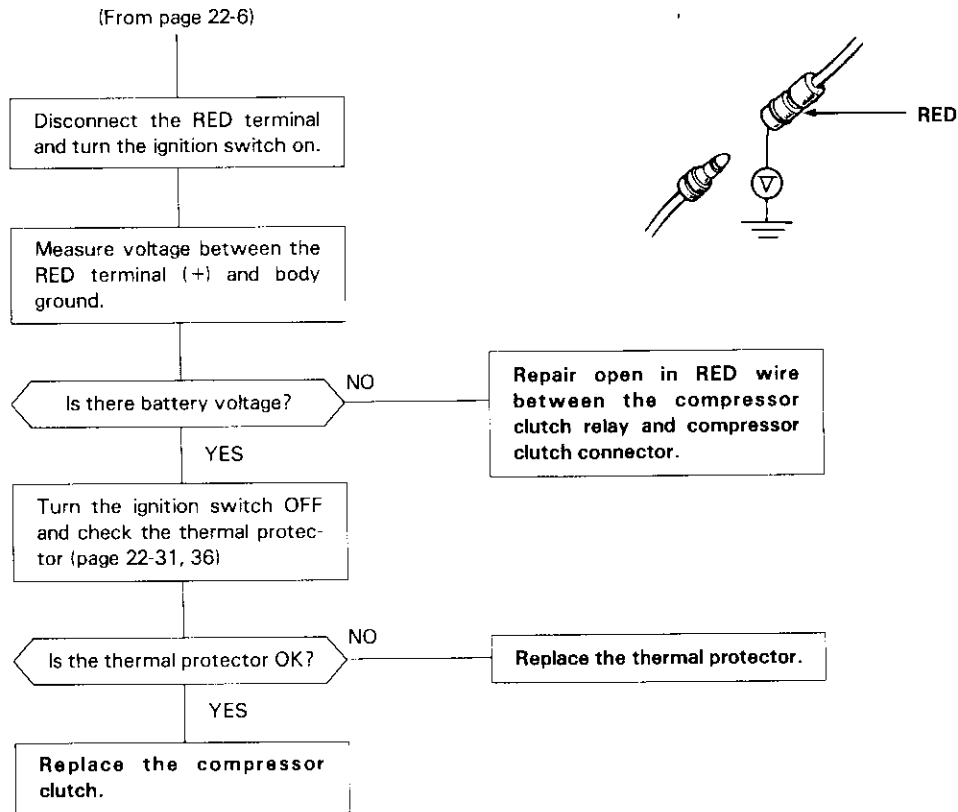 (From page 22-6)
RED
Disconnect the RED terminal
and turn the ignition switch on.
Measure voltage between the
RED terminal (+) and body
ground.
Is there battery voltage?
NO
Repair open in RED wire
between the compressor
clutch relay and compressor
clutch connector.
YES
Turn the ignition switch OFF
and check the thermal protec-
tor (page 22-31, 36)
Is the thermal protector OK?
NO
Replace the thermal protector.
YES
Replace the compressor
clutch.
V